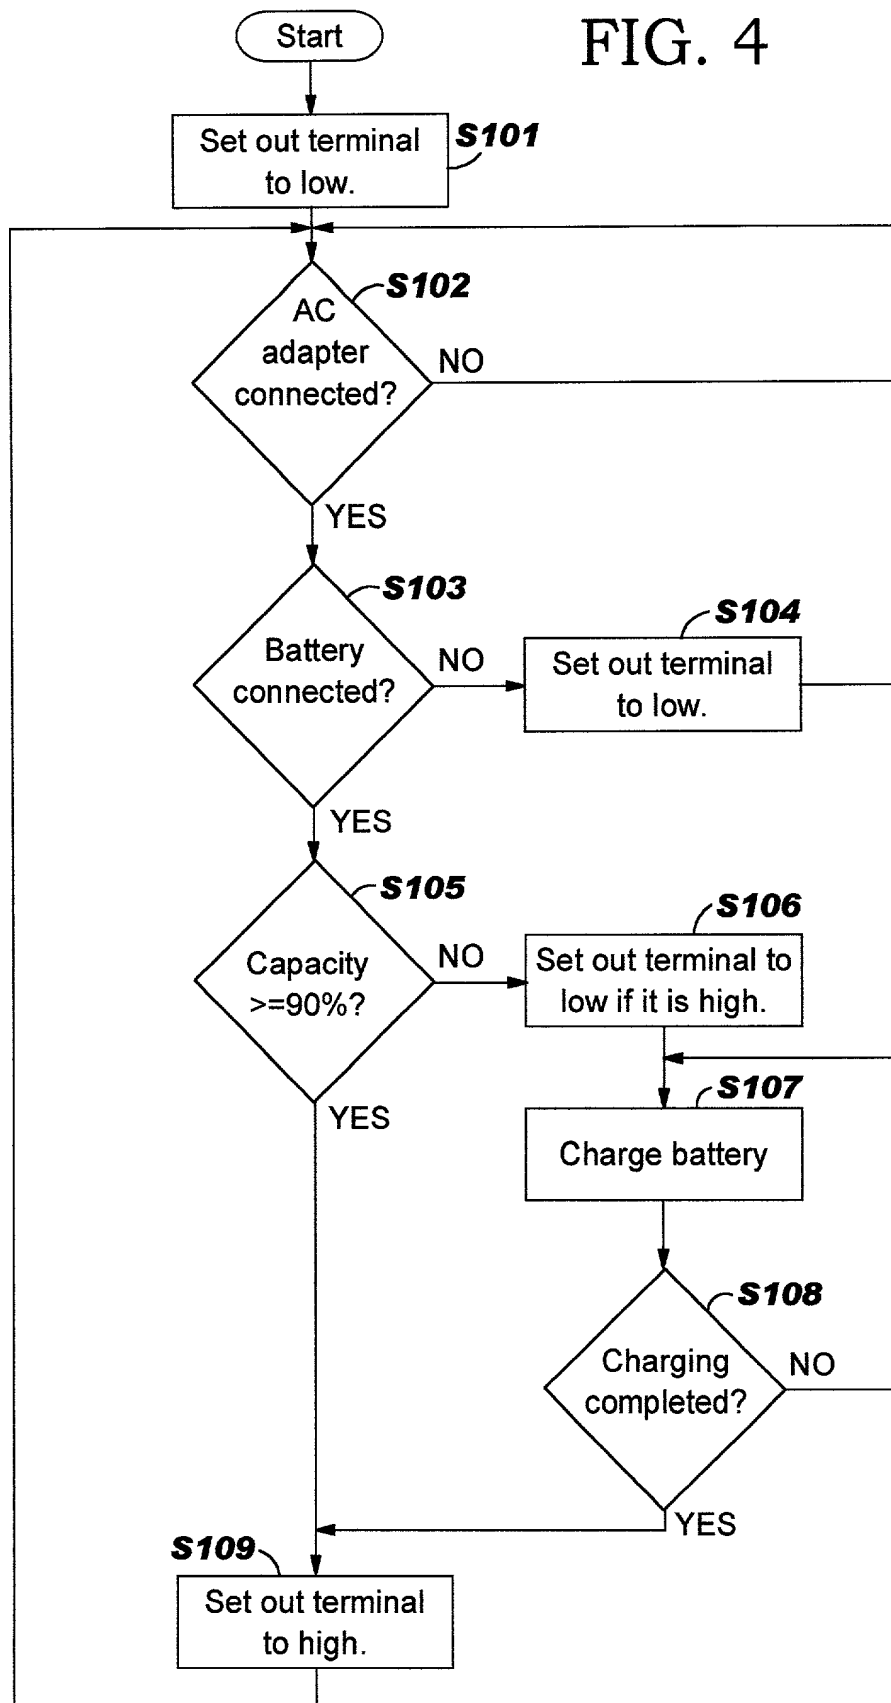 Start
FIG. 4
S101
Set out terminal
to low.
S102
AC
adapter
connected?
NO
YES
S103
Battery
connected?
NO
S104
Set out terminal
to low.
YES
S105
Capacity
>=90%?
NO
S106
Set out terminal to
low if it is high.
YES
S107
Charge battery
S108
Charging
completed?
NO
YES
S109
Set out terminal
to high.